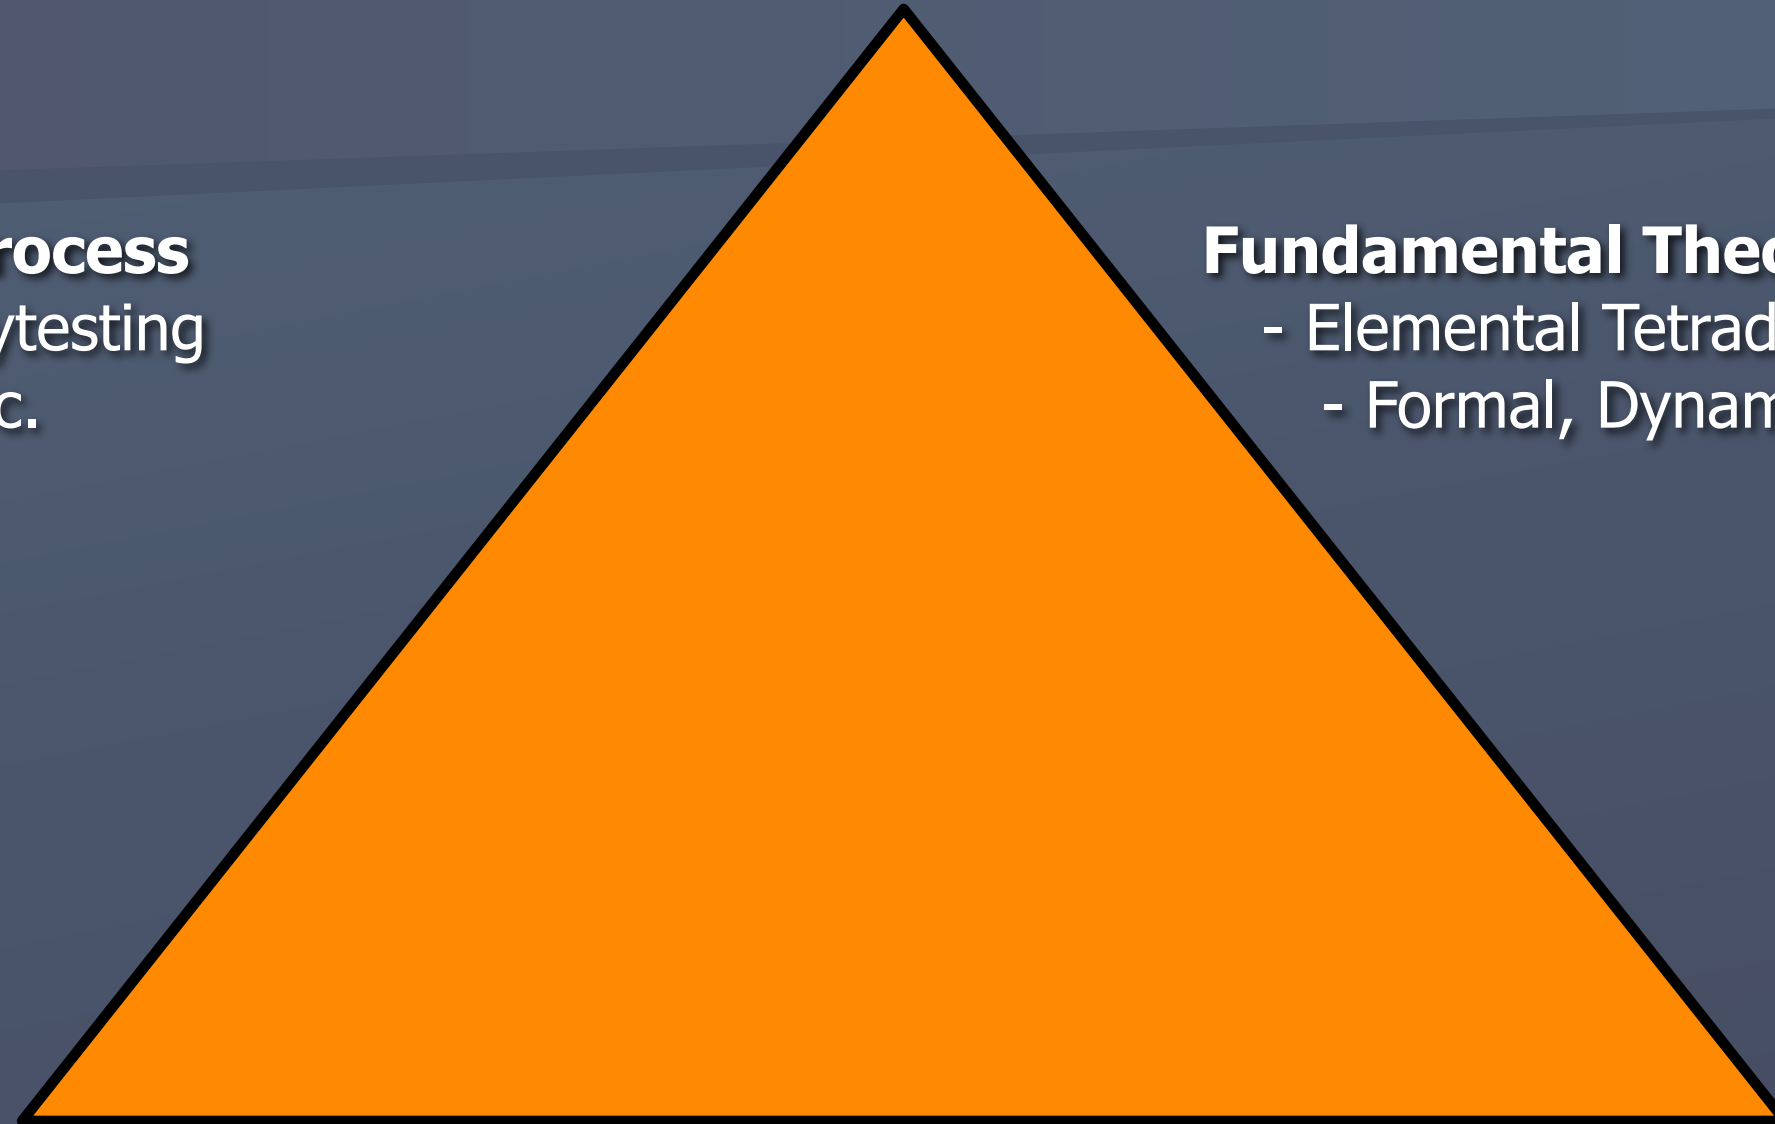 rocess
ytesting
c.
Fundamental Theo
- Elemental Tetrad
- Formal, Dynam